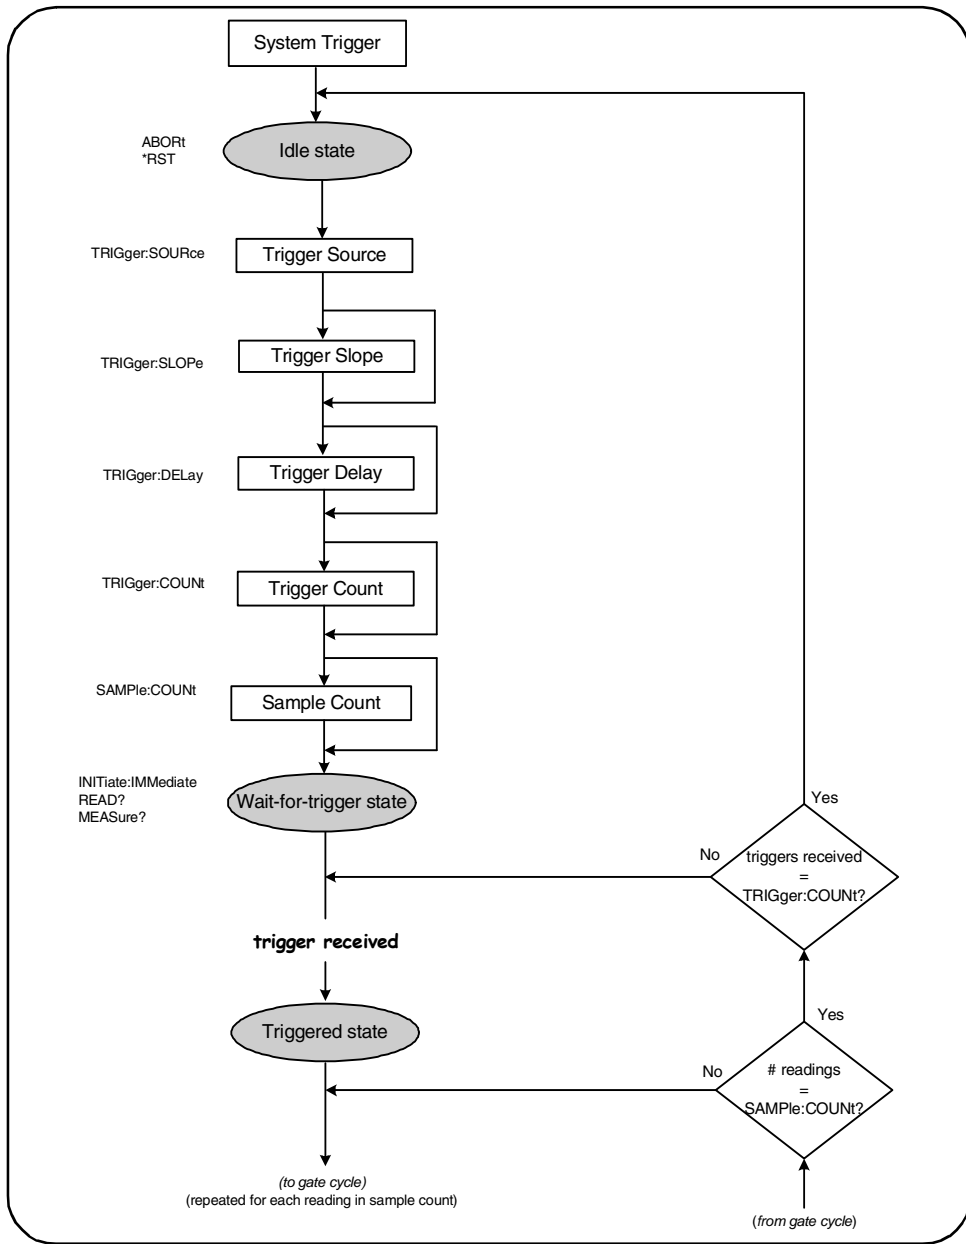 System Trigger
ABORt
*RST
Idle state
TRIGger:SOURce
Trigger Source
TRIGger:SLOPe
Trigger Slope
TRIGger:DELay
Trigger Delay
TRIGger:COUNt
Trigger Count
SAMPle:COUNt
Sample Count
INITiate:IMMediate
READ?
MEASure?
Wait-for-trigger state
Yes
No
triggers received
=
TRIGger:COUNt?
trigger received
Triggered state
Yes
No
# readings
=
SAMPle:COUNt?
(to gate cycle)
(repeated for each reading in sample count)
(from gate cycle)